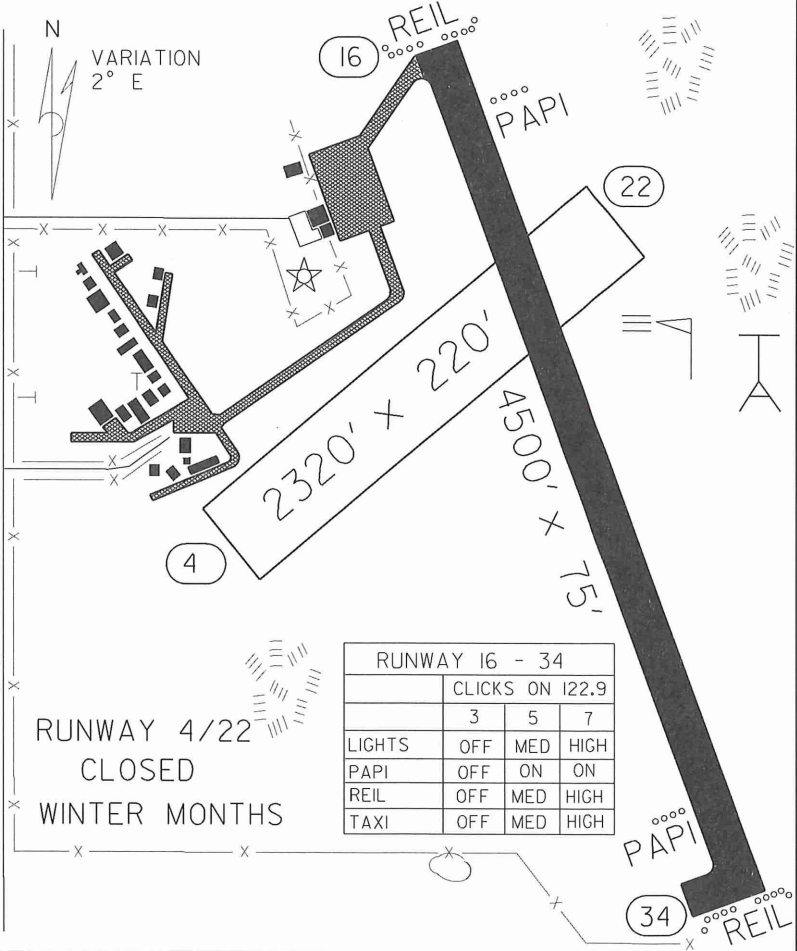 N
VARIATION
2° E
REIL
16
PAPI
22
2320' X 220'
4500' X 75'
4
RUNWAY 16 - 34
CLICKS ON 122.9
3 5 7
LIGHTS OFF MED HIGH
PAPI OFF ON ON
REIL OFF MED HIGH
TAXI OFF MED HIGH
RUNWAY 4/22
CLOSED
WINTER MONTHS
PAPI
34
REIL